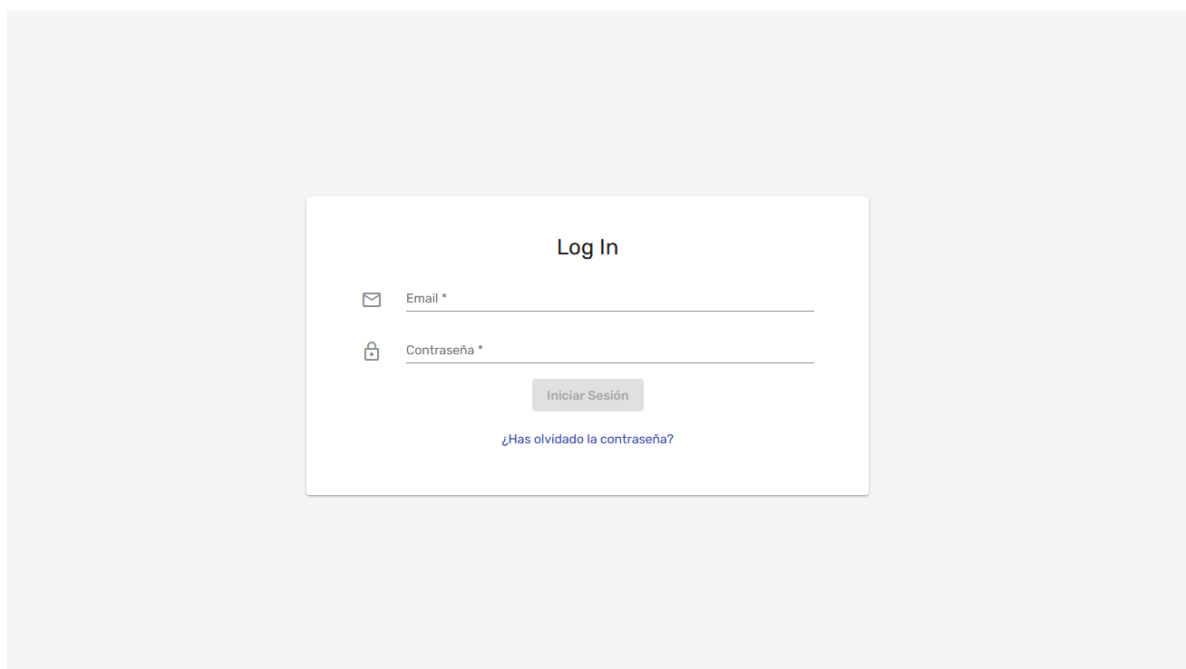 Log In
Email *
Contraseña *
Iniciar Sesión
¿Has olvidado la contraseña?